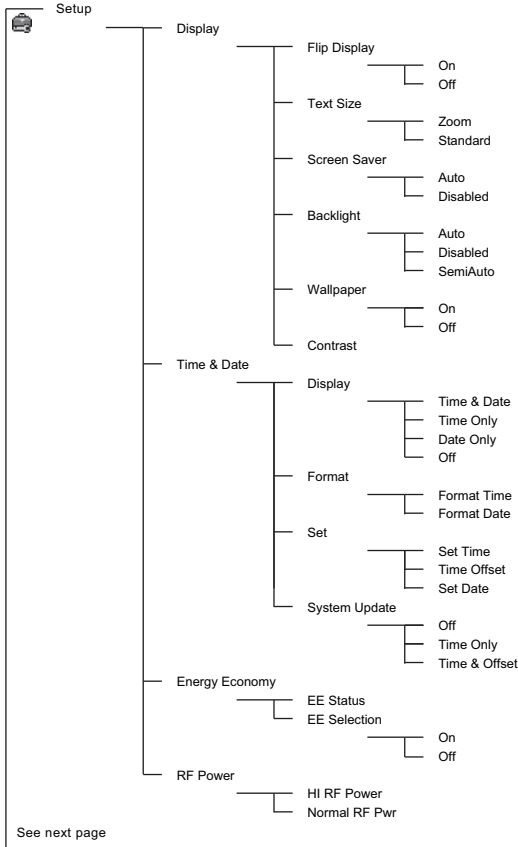 Setup
Display
Flip Display
On
Off
Text Size
Zoom
Standard
Screen Saver
Auto
Disabled
Backlight
Auto
Disabled
SemiAuto
Wallpaper
On
Off
Contrast
Time & Date
Display
Time & Date
Time Only
Date Only
Off
Format
Format Time
Format Date
Set
Set Time
Time Offset
Set Date
System Update
Off
Time Only
Time & Offset
Energy Economy
EE Status
EE Selection
On
Off
RF Power
HI RF Power
Normal RF Pwr
See next page